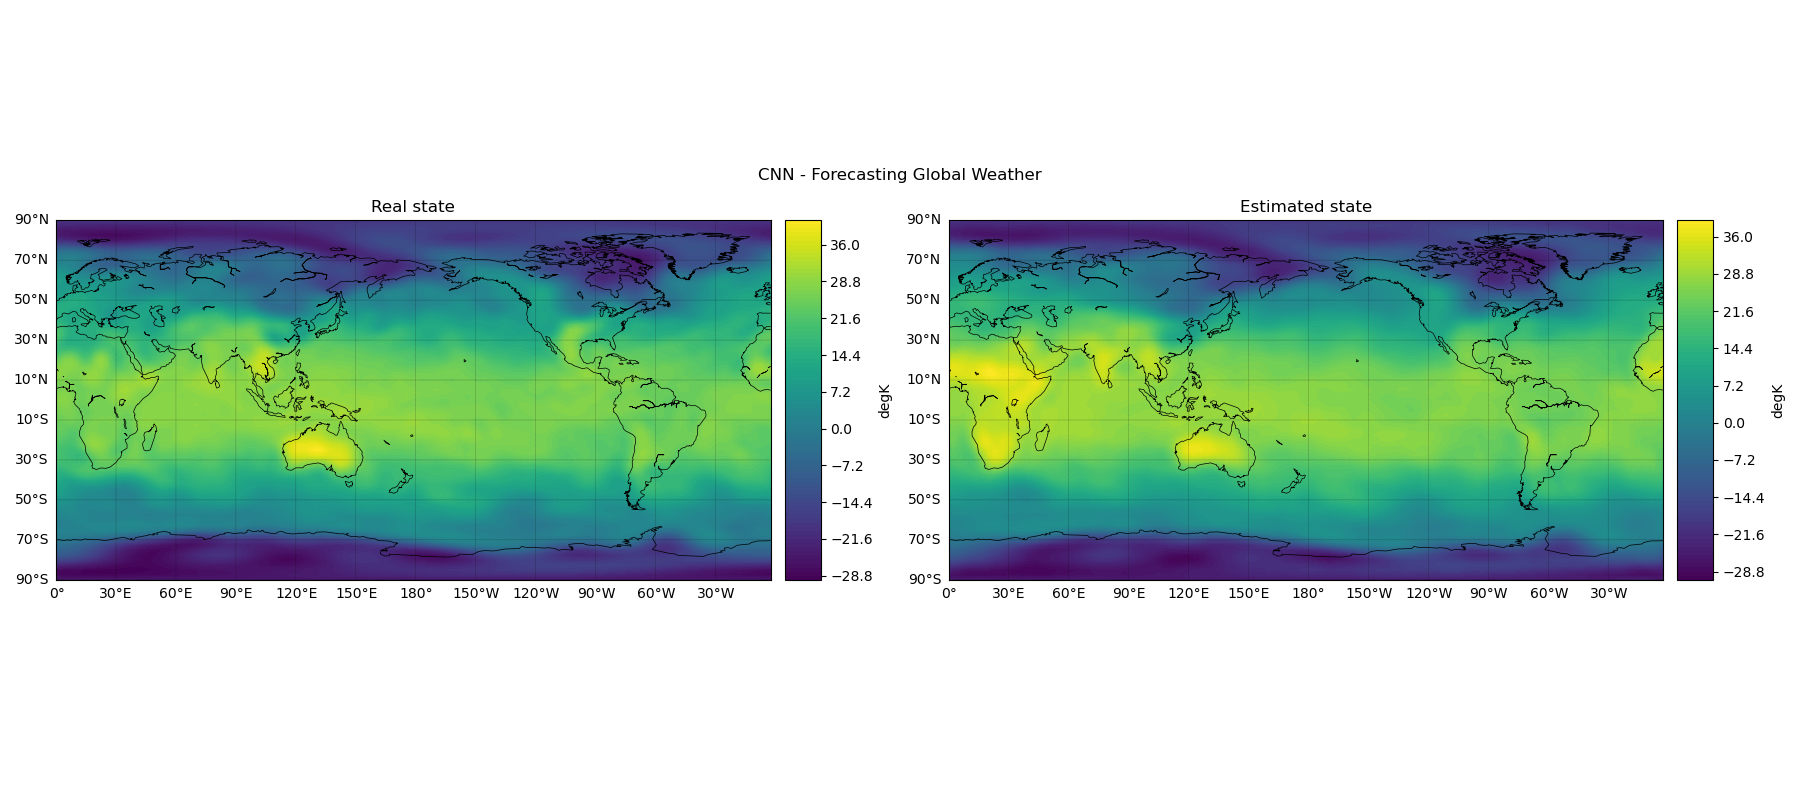 CNN - Forecasting Global Weather
Real state
90°N
70°N
50°N
30°N
10°N
10°S
30°S
50°S
70°S
90°S
0° 30°E 60°E 90°E 120°E 150°E 180° 150°W 120°W 90°W 60°W 30°W
36.0
28.8
21.6
14.4
7.2
0.0
−7.2
−14.4
−21.6
−28.8
degK
Estimated state
90°N
70°N
50°N
30°N
10°N
10°S
30°S
50°S
70°S
90°S
0° 30°E 60°E 90°E 120°E 150°E 180° 150°W 120°W 90°W 60°W 30°W
36.0
28.8
21.6
14.4
7.2
0.0
−7.2
−14.4
−21.6
−28.8
degK